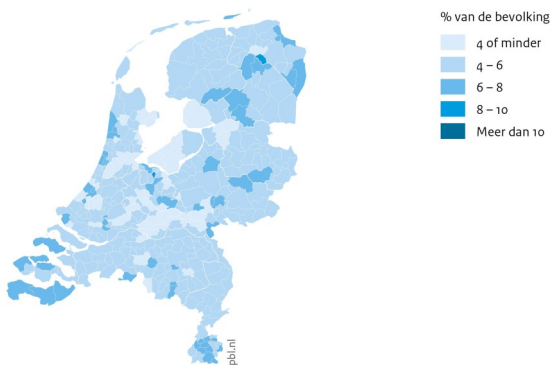 % van de bevolking
4 of minder
4 – 6
6 – 8
8 – 10
Meer dan 10
pbl.nl